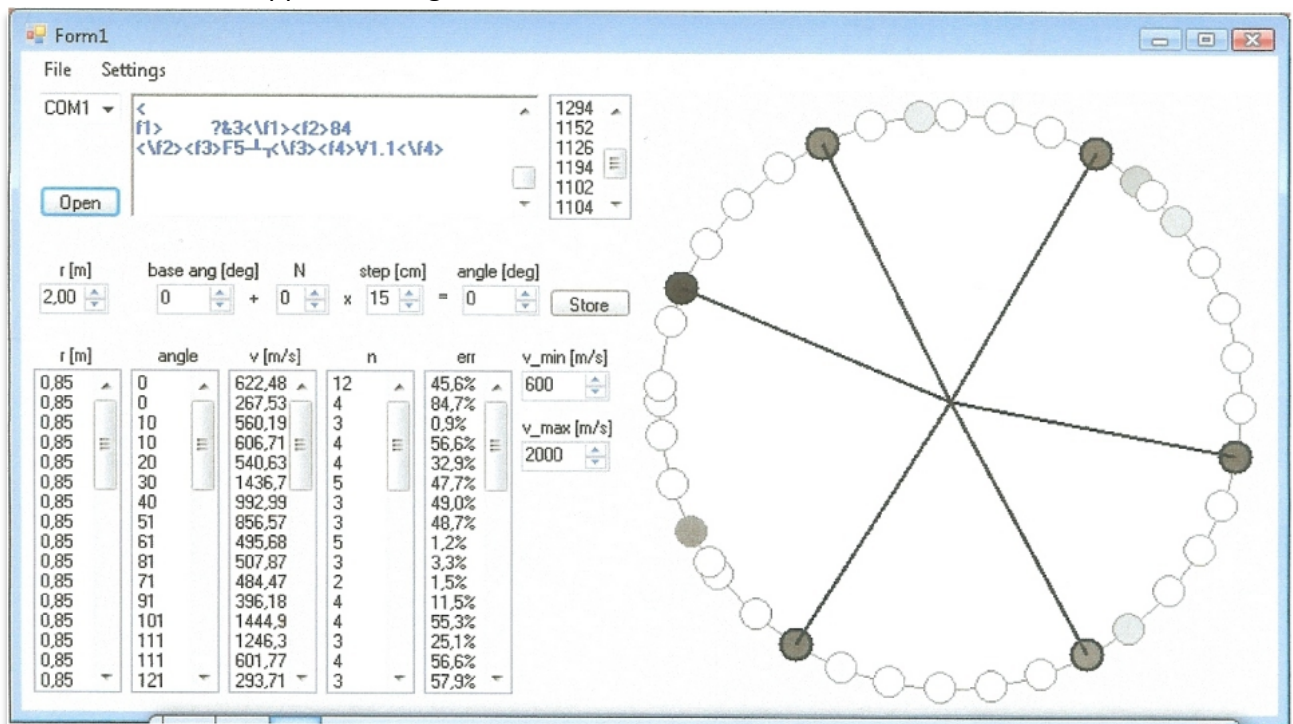 Form1
File Settings
COM1
<
f1> ?&3<\f1><f2>84
<\f2><f3>F5┴┬<\f3><f4>V1.1<\f4>
1294
1152
1126
1194
1102
1104
Open
r [m] base ang [deg] N step [cm] angle [deg]
2,00 0 + 0 x 15 = 0 Store
r [m] angle v [m/s] n err v_min [m/s]
600
v_max [m/s]
2000
0,85 0 622,48 12 45,6%
0,85 0 267,53 4 84,7%
0,85 10 560,19 3 0,9%
0,85 10 606,71 4 56,6%
0,85 20 540,63 4 32,9%
0,85 30 1436,7 5 47,7%
0,85 40 992,99 3 49,0%
0,85 51 856,57 3 48,7%
0,85 61 495,68 5 1,2%
0,85 81 507,87 3 3,3%
0,85 71 484,47 2 1,5%
0,85 91 396,18 4 11,5%
0,85 101 1444,9 4 55,3%
0,85 111 1246,3 3 25,1%
0,85 111 601,77 4 56,6%
0,85 121 293,71 3 57,9%